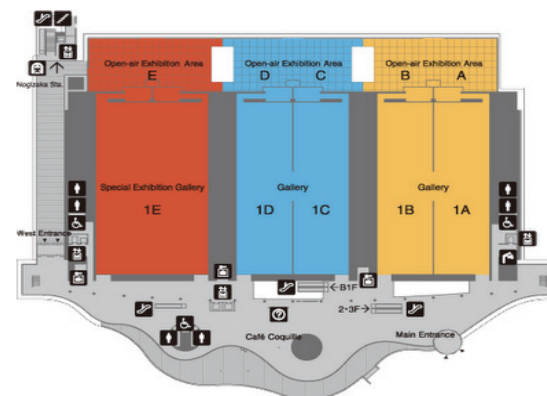 Open-air Exhibition Area
E
Open-air Exhibition Area
D C
Open-air Exhibition Area
B A
Nogizaka Sta.
Special Exhibition Gallery
1E
Gallery
1D 1C
Gallery
1B 1A
West Entrance
←B1F
2-3F→
Café Coquille
Main Entrance